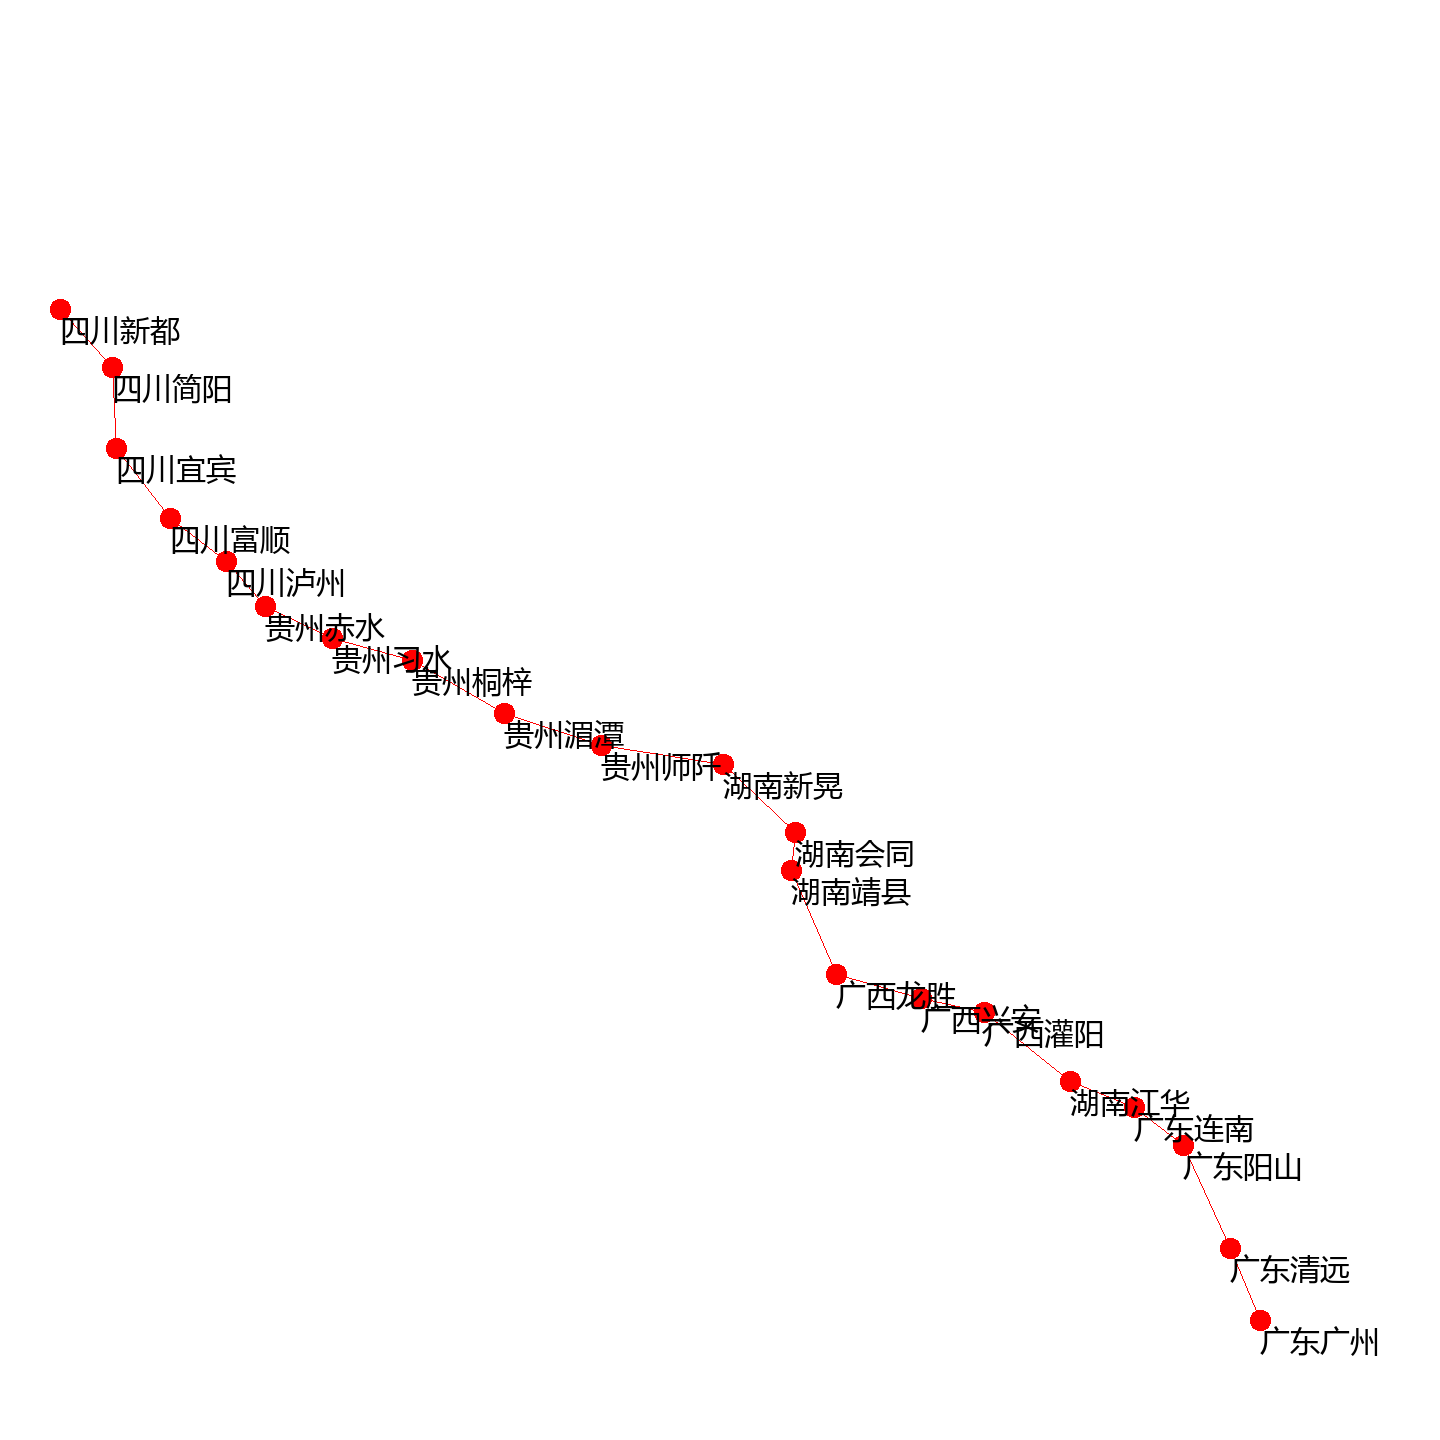 四川新都
四川简阳
四川宜宾
四川富顺
四川泸州
贵州赤水
贵州习水
贵州桐梓
贵州湄潭
贵州师阡
湖南新晃
湖南会同
湖南靖县
广西龙胜
广西兴安
广西灌阳
湖南江华
广东连南
广东阳山
广东清远
广东广州